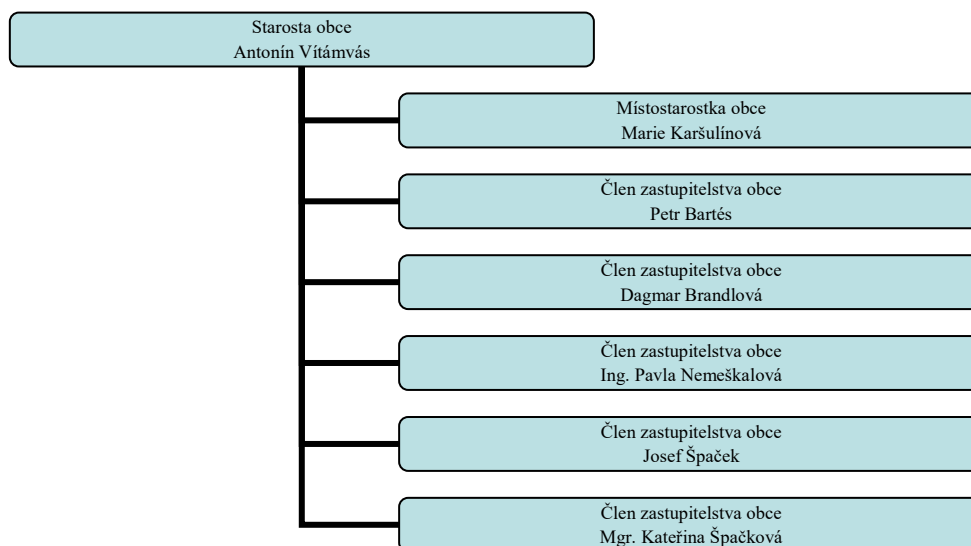 Starosta obce
Antonín Vítámvás
Místostarostka obce
Marie Karšulínová
Člen zastupitelstva obce
Petr Bartés
Člen zastupitelstva obce
Dagmar Brandlová
Člen zastupitelstva obce
Ing. Pavla Nemeškalová
Člen zastupitelstva obce
Josef Špaček
Člen zastupitelstva obce
Mgr. Kateřina Špačková